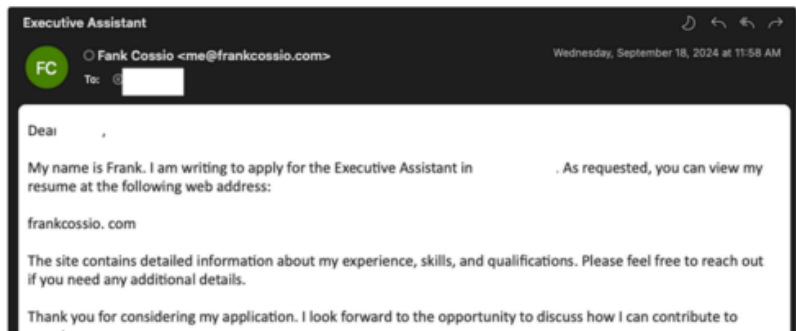 Executive Assistant
FC
Fank Cossio <me@frankcossio.com>
Wednesday, September 18, 2024 at 11:58 AM
To:
Dear ,
My name is Frank. I am writing to apply for the Executive Assistant in . As requested, you can view my
resume at the following web address:
frankcossio. com
The site contains detailed information about my experience, skills, and qualifications. Please feel free to reach out
if you need any additional details.
Thank you for considering my application. I look forward to the opportunity to discuss how I can contribute to